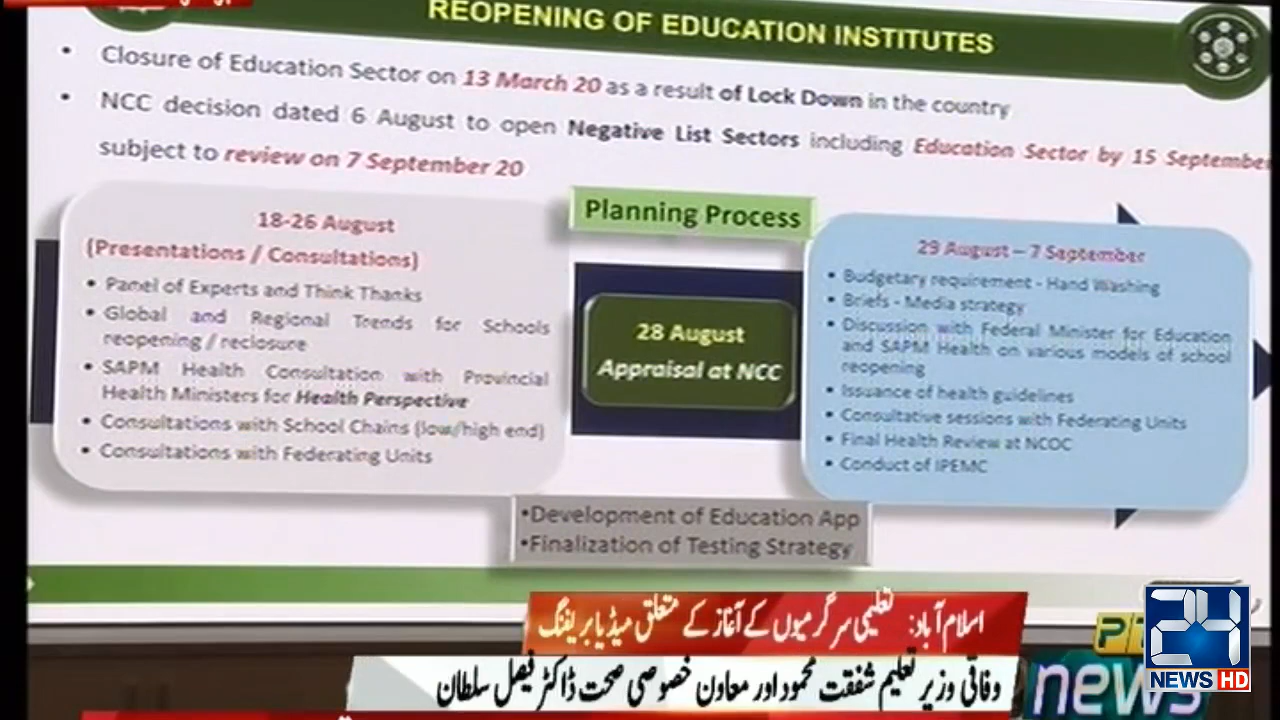 REOPENING OF EDUCATION INSTITUTES
• Closure of Education Sector on 13 March 20 as a result of Lock Down in the country
• NCC decision dated 6 August to open Negative List Sectors including Education Sector by 15 September
subject to review on 7 September 20
Planning Process
18-26 August
(Presentations / Consultations)
• Panel of Experts and Think Thanks
• Global and Regional Trends for Schools
reopening / reclosure
• SAPM Health Consultation with Provincial
Health Ministers for Health Perspective
• Consultations with School Chains (low/high end)
• Consultations with Federating Units
28 August
Appraisal at NCC
29 August – 7 September
• Budgetary requirement - Hand Washing
• Briefs - Media strategy
• Discussion with Federal Minister for Education
and SAPM Health on various models of school
reopening
• Issuance of health guidelines
• Consultative sessions with Federating Units
• Final Health Review at NCOC
• Conduct of IPEMC
•Development of Education App
•Finalization of Testing Strategy
اسلام آباد: تعلیمی سرگرمیوں کے آغاز کے متعلق میڈیا بریفنگ
وفاقی وزیر تعلیم شفقت محمود اور معاون خصوصی صحت ڈاکٹر فیصل سلطان
news
24
NEWS HD